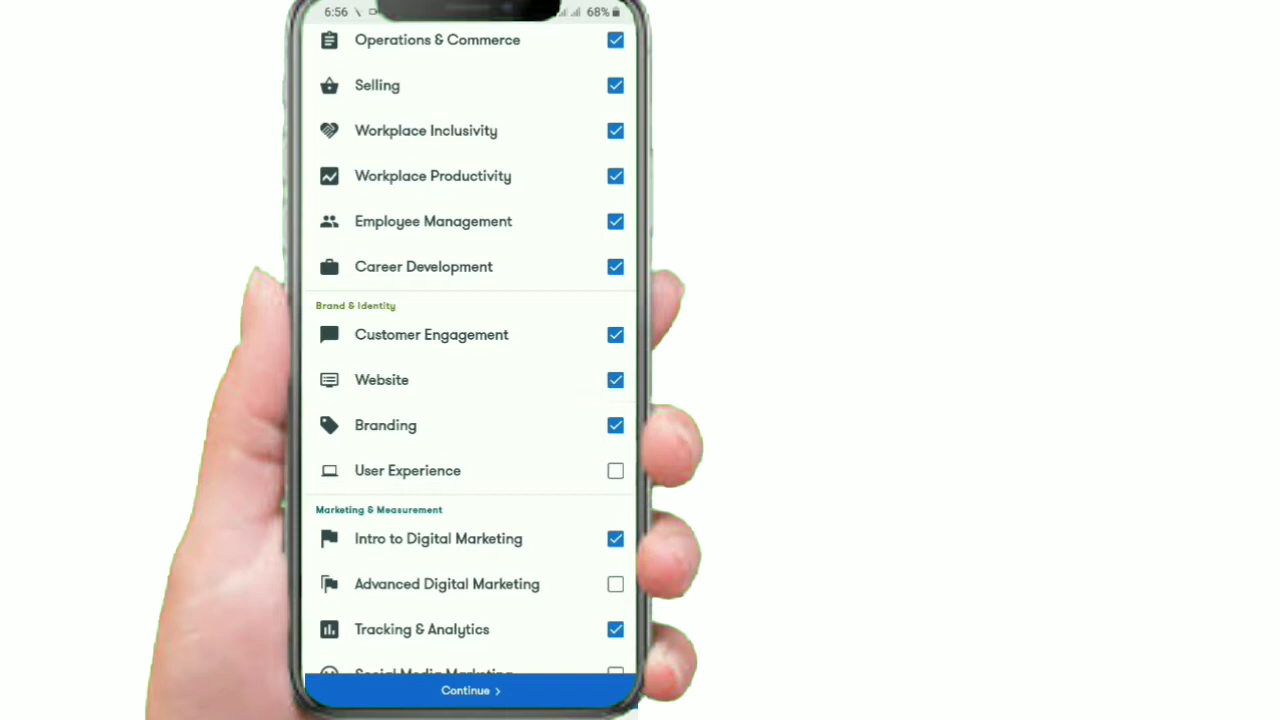 6:56 68%
Operations & Commerce
Selling
Workplace Inclusivity
Workplace Productivity
Employee Management
Career Development
Brand & Identity
Customer Engagement
Website
Branding
User Experience
Marketing & Measurement
Intro to Digital Marketing
Advanced Digital Marketing
Tracking & Analytics
Social Media Marketing
Continue >